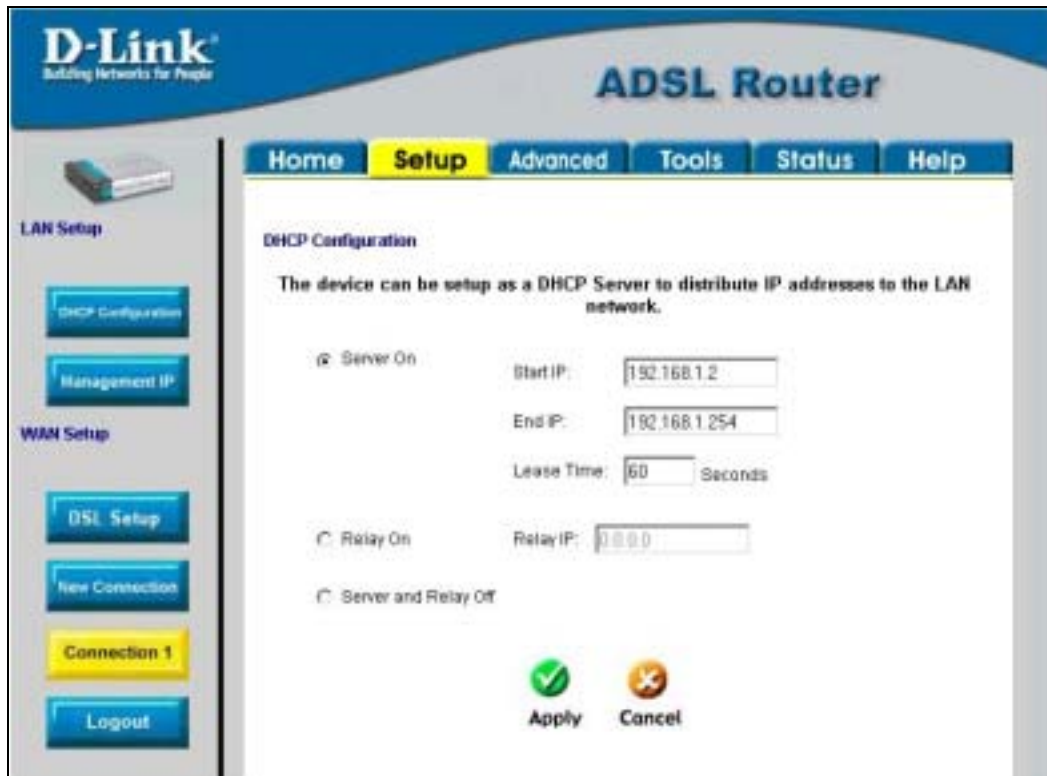 D-Link
Building Networks for People
ADSL Router
Home
Setup
Advanced
Tools
Status
Help
LAN Setup
DHCP Configuration
Management IP
WAN Setup
DSL Setup
New Connection
Connection 1
Logout
DHCP Configuration
The device can be setup as a DHCP Server to distribute IP addresses to the LAN
network.
Server On
Start IP: 192.168.1.2
End IP: 192.168.1.254
Lease Time: 60 Seconds
Relay On
Relay IP: 0.0.0.0
Server and Relay Off
Apply
Cancel